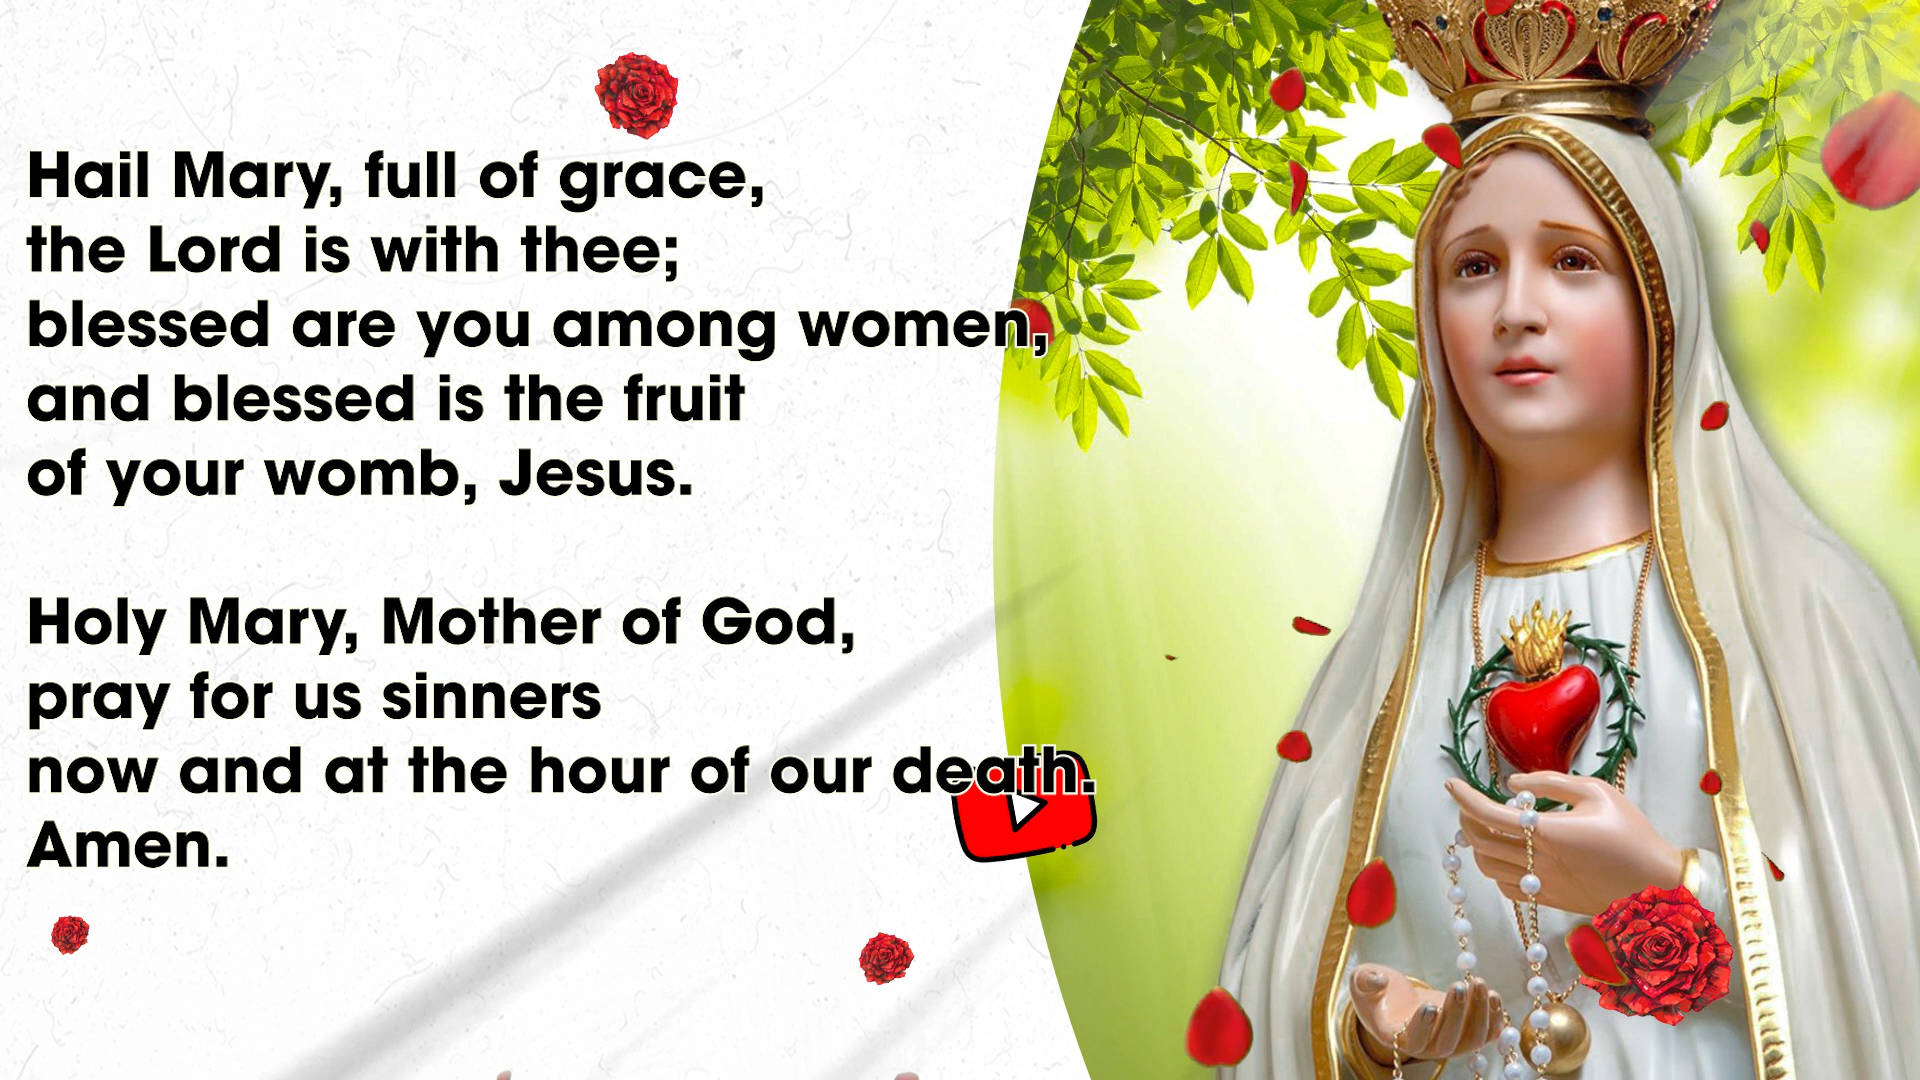 Hail Mary, full of grace,
the Lord is with thee;
blessed are you among women,
and blessed is the fruit
of your womb, Jesus.
Holy Mary, Mother of God,
pray for us sinners
now and at the hour of our death.
Amen.